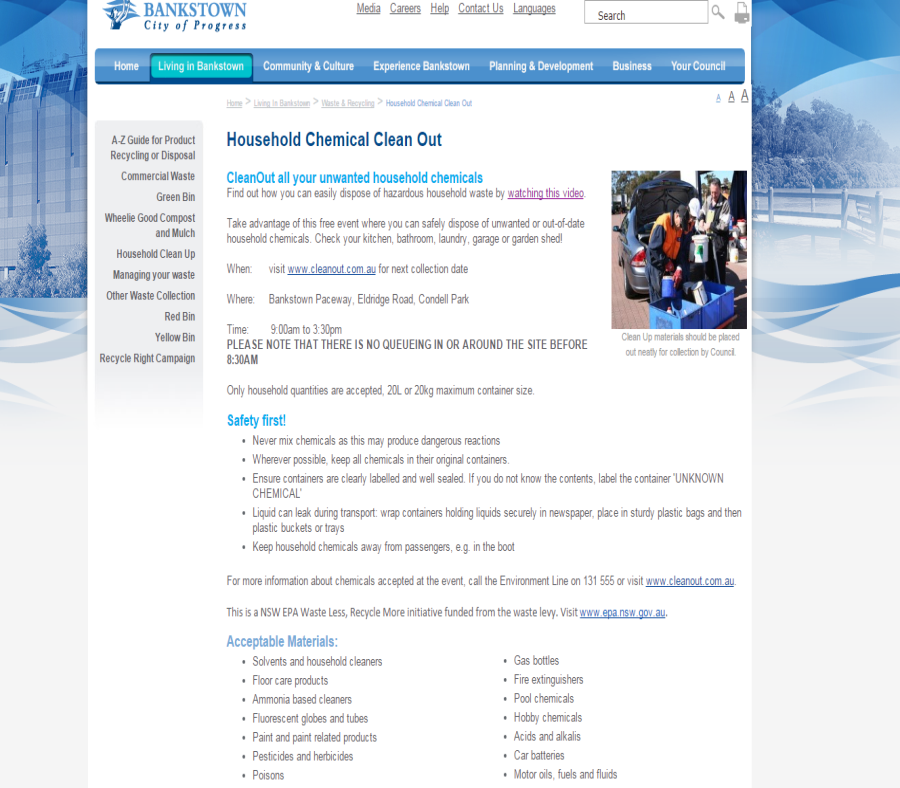 BANKSTOWN
City of Progress
Media Careers Help Contact Us Languages
Search
Home Living in Bankstown Community & Culture Experience Bankstown Planning & Development Business Your Council
Home > Living In Bankstown > Waste & Recycling > Household Chemical Clean Out
A A A
A-Z Guide for Product
Recycling or Disposal
Commercial Waste
Green Bin
Wheelie Good Compost
and Mulch
Household Clean Up
Managing your waste
Other Waste Collection
Red Bin
Yellow Bin
Recycle Right Campaign
Household Chemical Clean Out
CleanOut all your unwanted household chemicals
Find out how you can easily dispose of hazardous household waste by watching this video.
Take advantage of this free event where you can safely dispose of unwanted or out-of-date
household chemicals. Check your kitchen, bathroom, laundry, garage or garden shed!
When: visit www.cleanout.com.au for next collection date
Where: Bankstown Paceway, Eldridge Road, Condell Park
Time: 9:00am to 3:30pm
PLEASE NOTE THAT THERE IS NO QUEUEING IN OR AROUND THE SITE BEFORE
8:30AM
Clean Up materials should be placed
out neatly for collection by Council.
Only household quantities are accepted, 20L or 20kg maximum container size.
Safety first!
• Never mix chemicals as this may produce dangerous reactions
• Wherever possible, keep all chemicals in their original containers.
• Ensure containers are clearly labelled and well sealed. If you do not know the contents, label the container 'UNKNOWN
CHEMICAL'
• Liquid can leak during transport: wrap containers holding liquids securely in newspaper, place in sturdy plastic bags and then
plastic buckets or trays
• Keep household chemicals away from passengers, e.g. in the boot
For more information about chemicals accepted at the event, call the Environment Line on 131 555 or visit www.cleanout.com.au.
This is a NSW EPA Waste Less, Recycle More initiative funded from the waste levy. Visit www.epa.nsw.gov.au.
Acceptable Materials:
• Solvents and household cleaners
• Floor care products
• Ammonia based cleaners
• Fluorescent globes and tubes
• Paint and paint related products
• Pesticides and herbicides
• Poisons
• Gas bottles
• Fire extinguishers
• Pool chemicals
• Hobby chemicals
• Acids and alkalis
• Car batteries
• Motor oils, fuels and fluids